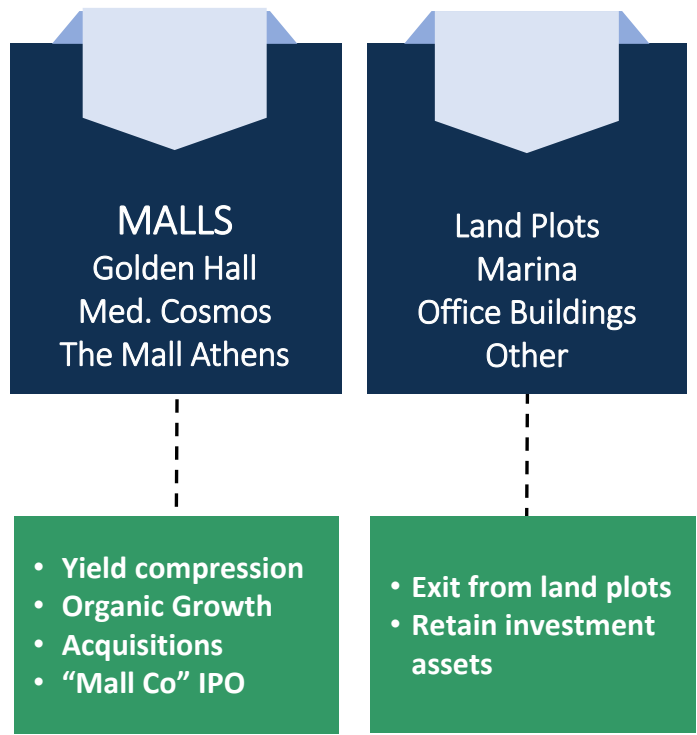 MALLS
Golden Hall
Med. Cosmos
The Mall Athens
Land Plots
Marina
Office Buildings
Other
• Yield compression
• Organic Growth
• Acquisitions
• “Mall Co” IPO
• Exit from land plots
• Retain investment
assets